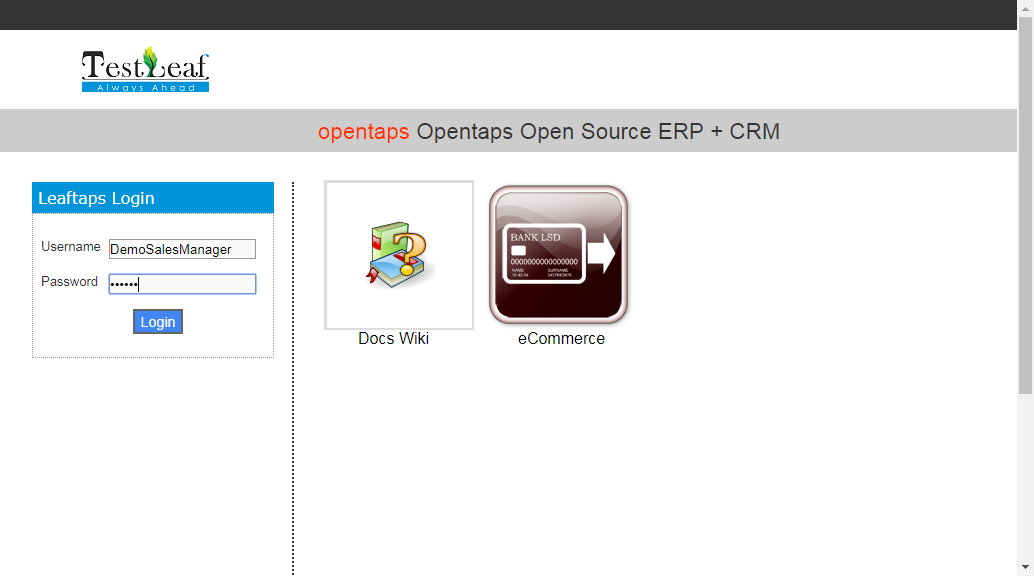 TestLeaf
Always Ahead
opentaps Opentaps Open Source ERP + CRM
Leaftaps Login
Username DemoSalesManager
Password ••••••
Login
BANK LSD
0000000000000000
NAME SURNAME
Docs Wiki
eCommerce